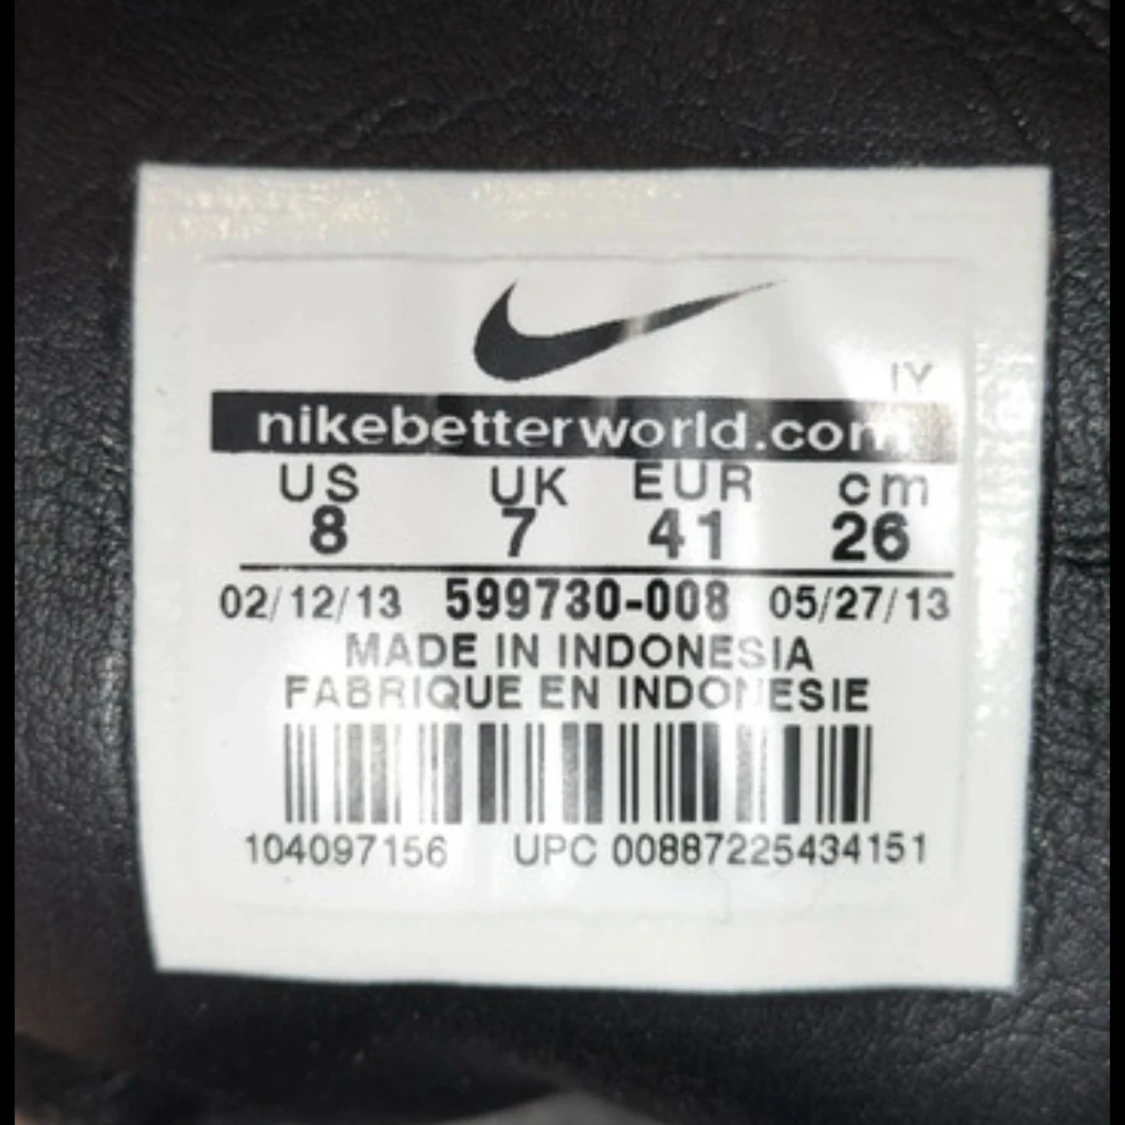 IY
nikebetterworld.com
US UK EUR cm
8 7 41 26
02/12/13 599730-008 05/27/13
MADE IN INDONESIA
FABRIQUE EN INDONESIE
104097156 UPC 00887225434151